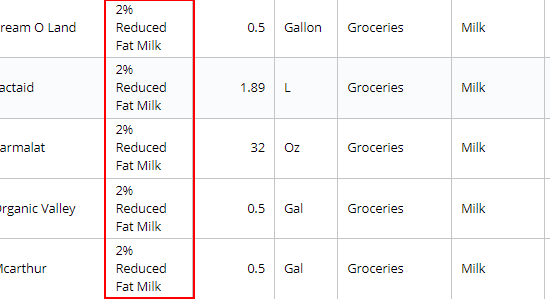 2%
ream O Land Reduced 0.5 Gallon Groceries Milk
Fat Milk
2%
actaid Reduced 1.89 L Groceries Milk
Fat Milk
2%
armalat Reduced 32 Oz Groceries Milk
Fat Milk
2%
rganic Valley Reduced 0.5 Gal Groceries Milk
Fat Milk
2%
Mcarthur Reduced 0.5 Gal Groceries Milk
Fat Milk